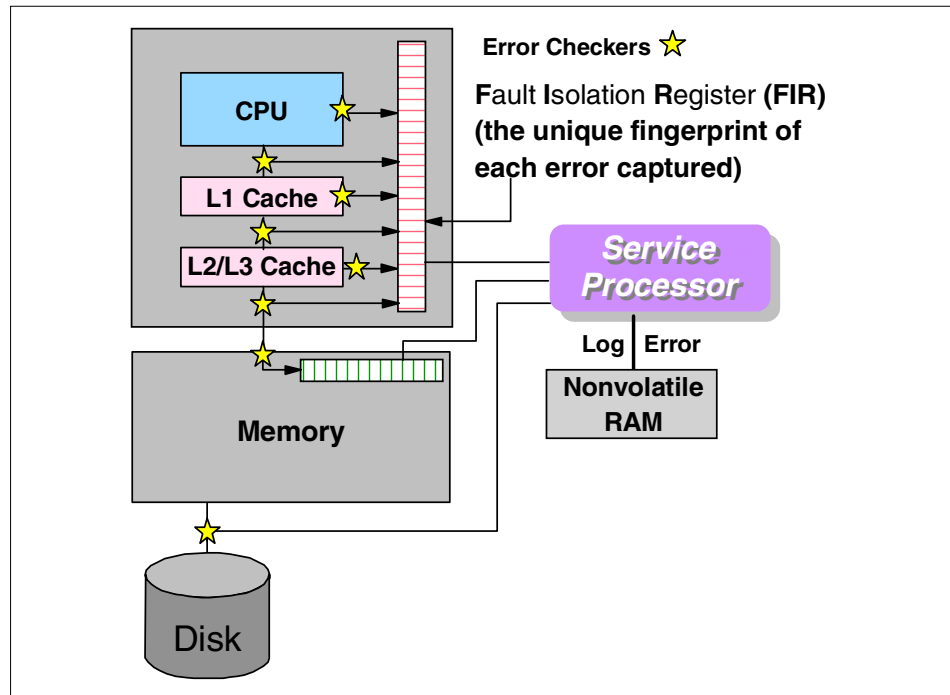 Error Checkers
Fault Isolation Register (FIR)
(the unique fingerprint of
each error captured)
CPU
L1 Cache
L2/L3 Cache
Service
Processor
Log Error
Nonvolatile
RAM
Memory
Disk